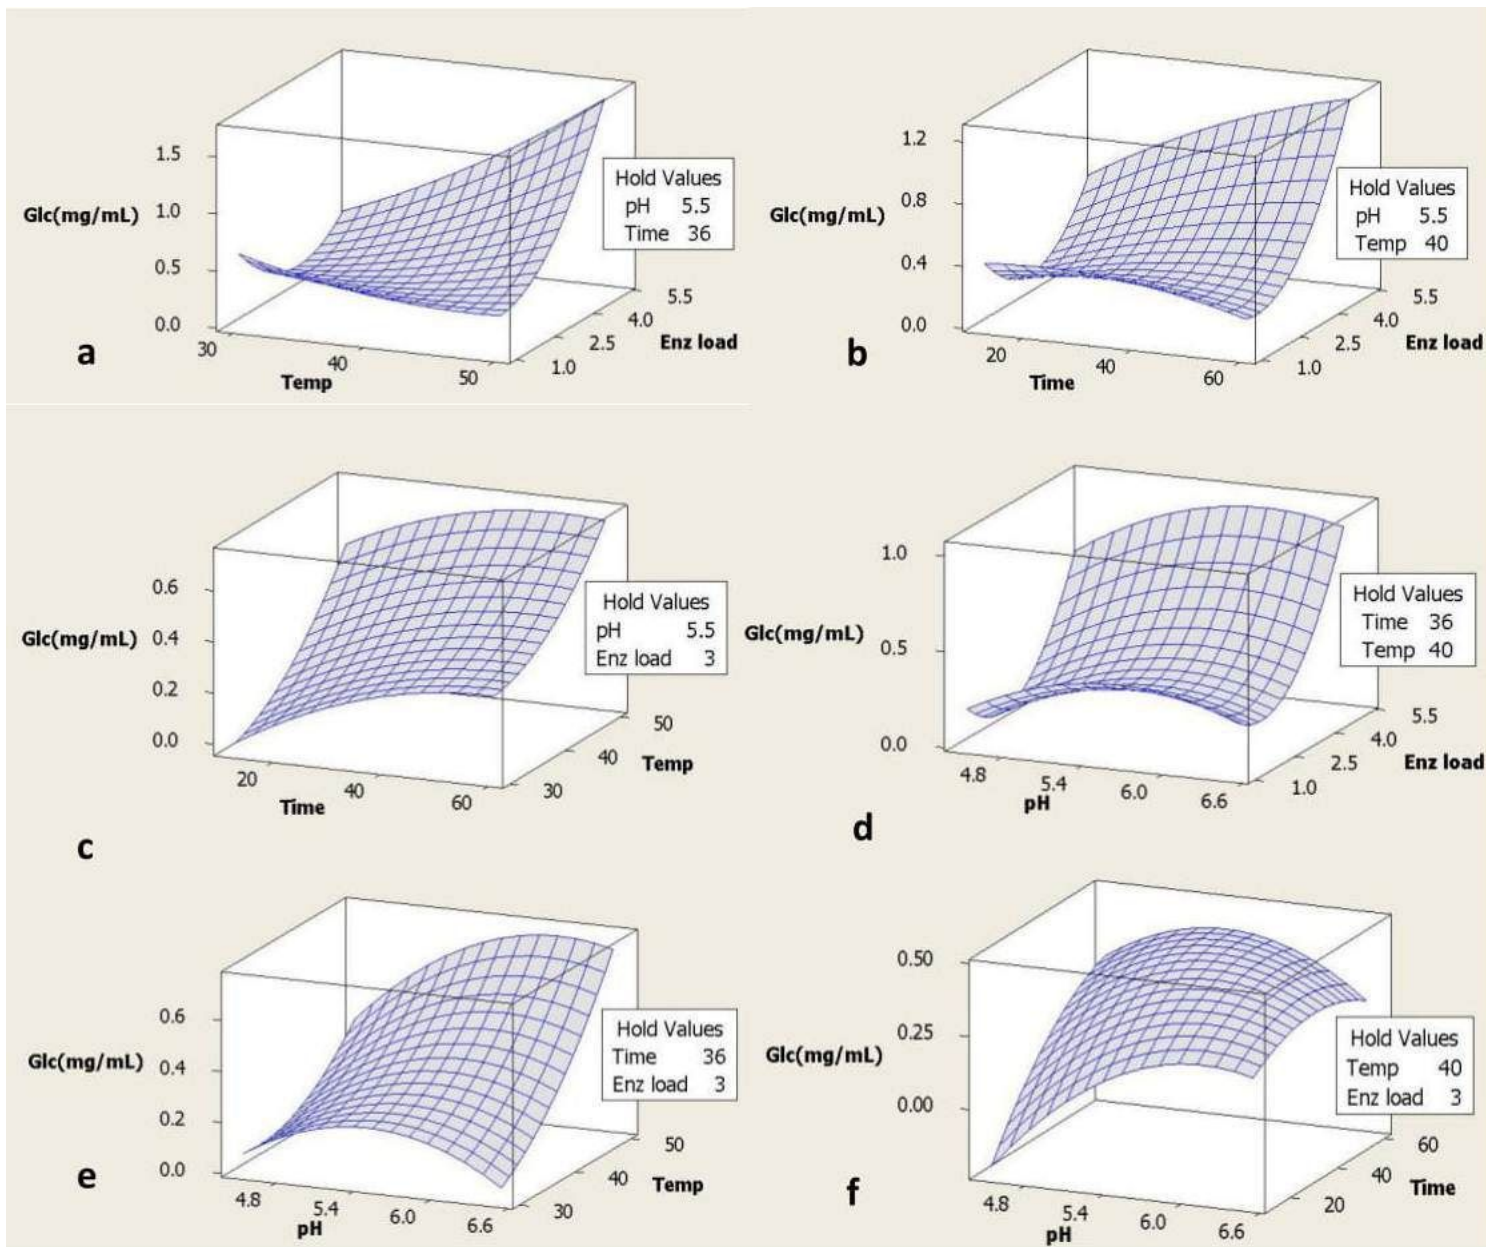 1.5
Glc(mg/mL) 1.0
0.5
0.0
30
40
50
Temp
1.0
2.5
4.0
5.5
Enz load
Hold Values
pH 5.5
Time 36
a
1.2
Glc(mg/mL) 0.8
0.4
0.0
20
40
60
Time
1.0
2.5
4.0
5.5
Enz load
Hold Values
pH 5.5
Temp 40
b
0.6
Glc(mg/mL) 0.4
0.2
0.0
20
40
60
Time
30
40
50
Temp
Hold Values
pH 5.5
Enz load 3
c
1.0
Glc(mg/mL)
0.5
0.0
4.8
5.4
6.0
6.6
pH
1.0
2.5
4.0
5.5
Enz load
Hold Values
Time 36
Temp 40
d
0.6
Glc(mg/mL) 0.4
0.2
0.0
4.8
5.4
6.0
6.6
pH
30
40
50
Temp
Hold Values
Time 36
Enz load 3
e
0.50
0.25
Glc(mg/mL)
0.00
4.8
5.4
6.0
6.6
pH
20
40
60
Time
Hold Values
Temp 40
Enz load 3
f